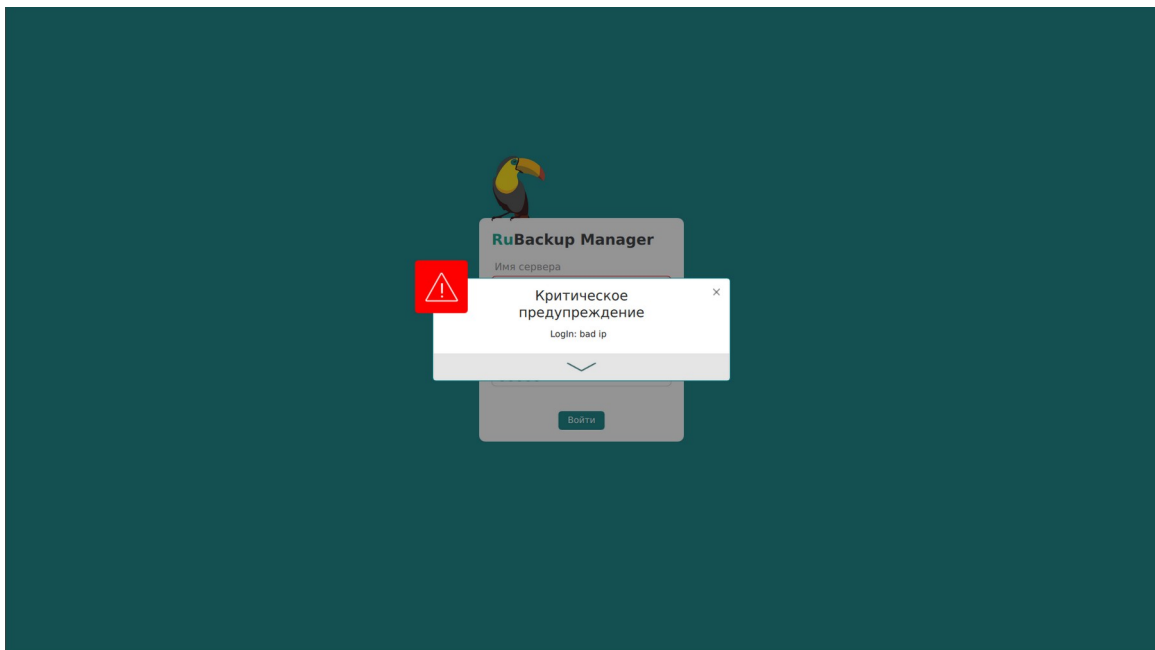 RuBackup Manager
Имя сервера
Критическое
предупреждение
LogIn: bad ip
Войти